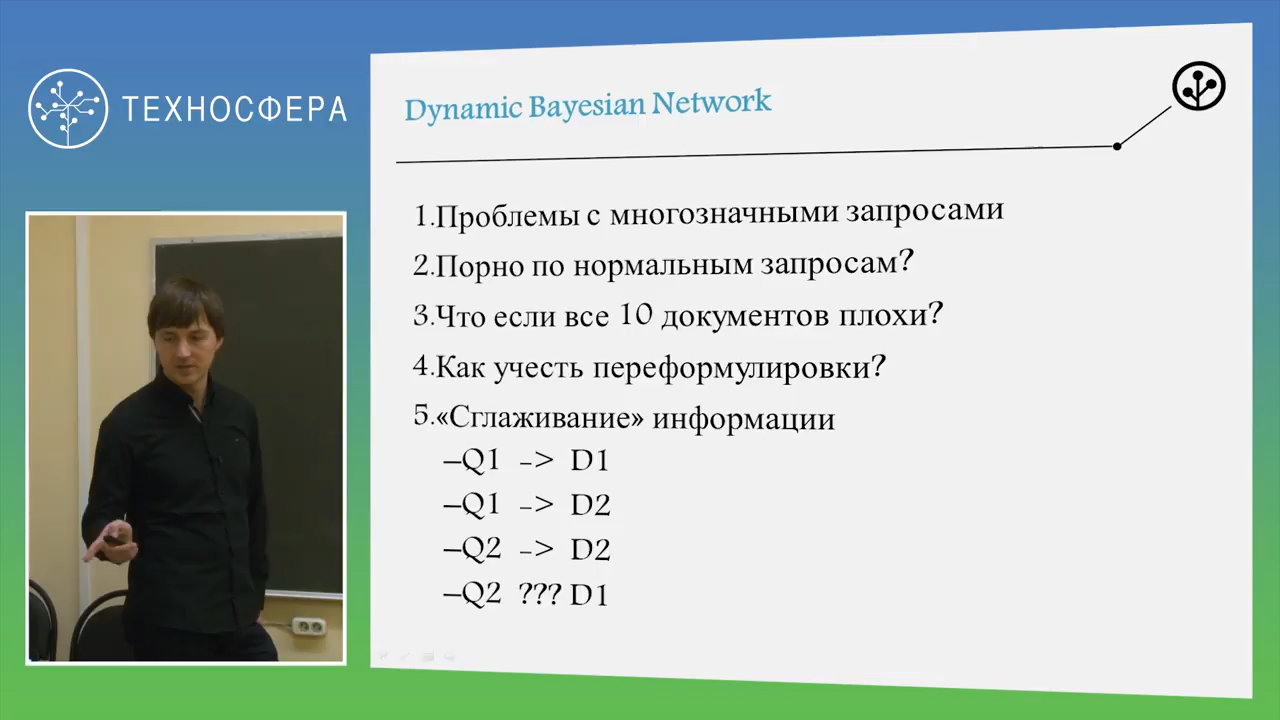 ТЕХНОСФЕРА
Dynamic Bayesian Network
1.Проблемы с многозначными запросами
2.Порно по нормальным запросам?
3.Что если все 10 документов плохи?
4.Как учесть переформулировки?
5.«Сглаживание» информации
–Q1 –> D1
–Q1 –> D2
–Q2 –> D2
–Q2 ??? D1